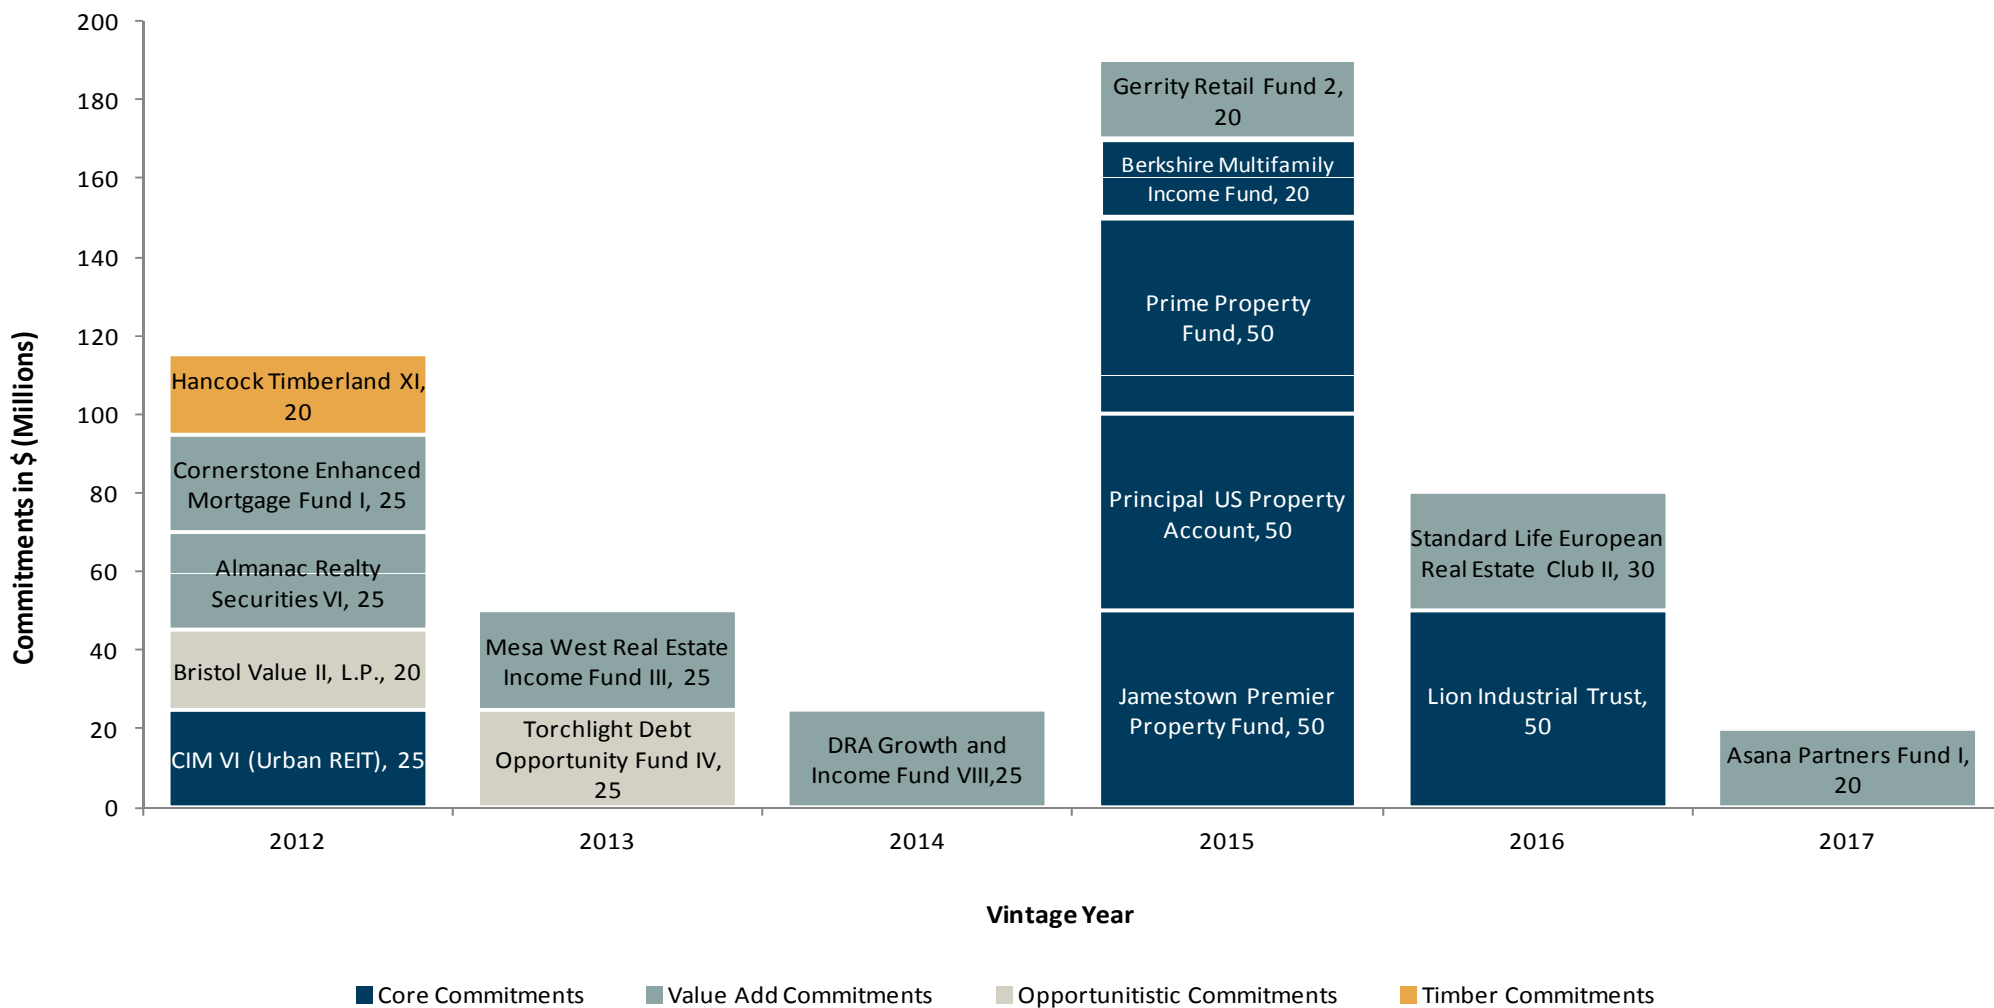 200
180
160
140
120
100
80
60
40
20
0
Commitments in $ (Millions)
Hancock Timberland XI,
20
Cornerstone Enhanced
Mortgage Fund I, 25
Almanac Realty
Securities VI, 25
Bristol Value II, L.P., 20
CIM VI (Urban REIT), 25
Mesa West Real Estate
Income Fund III, 25
Torchlight Debt
Opportunity Fund IV,
25
DRA Growth and
Income Fund VIII,25
Gerrity Retail Fund 2,
20
Berkshire Multifamily
Income Fund, 20
Prime Property
Fund, 50
Principal US Property
Account, 50
Jamestown Premier
Property Fund, 50
Standard Life European
Real Estate Club II, 30
Lion Industrial Trust,
50
Asana Partners Fund I,
20
2012
2013
2014
2015
2016
2017
Vintage Year
Core Commitments
Value Add Commitments
Opportunitistic Commitments
Timber Commitments